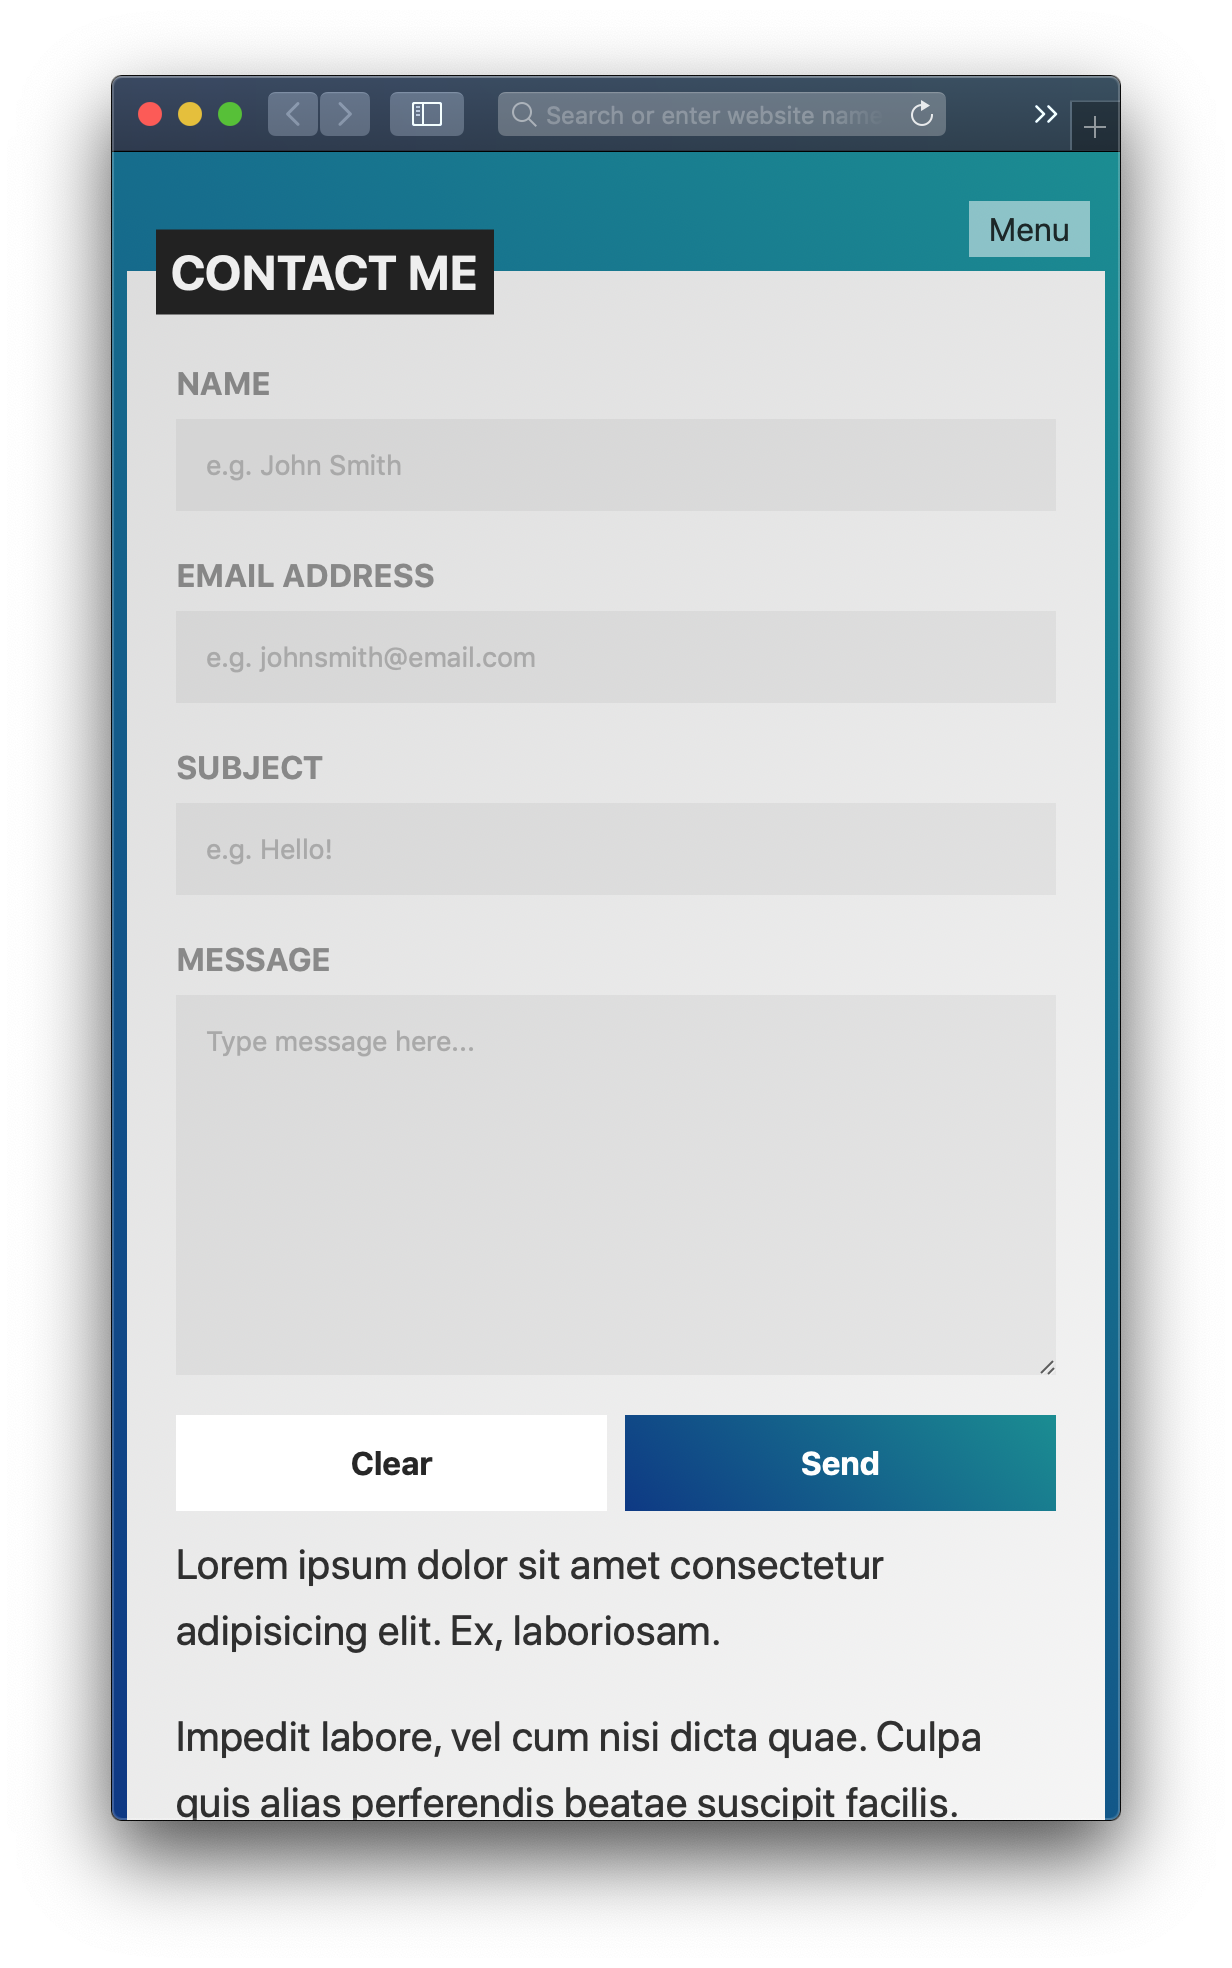 Search or enter website name
Menu
CONTACT ME
NAME
e.g. John Smith
EMAIL ADDRESS
e.g. johnsmith@email.com
SUBJECT
e.g. Hello!
MESSAGE
Type message here...
Clear
Send
Lorem ipsum dolor sit amet consectetur
adipisicing elit. Ex, laboriosam.
Impedit labore, vel cum nisi dicta quae. Culpa
quis alias perferendis beatae suscipit facilis.